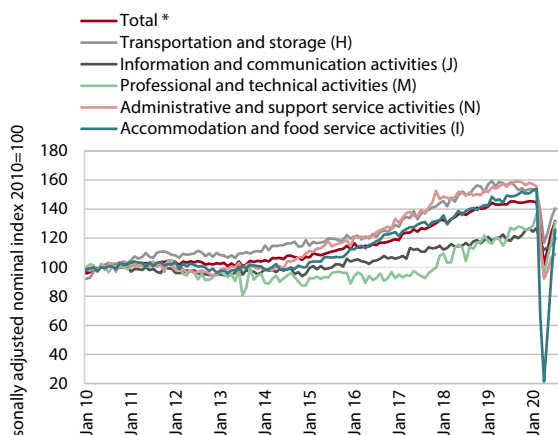 Total *
Transportation and storage (H)
Information and communication activities (J)
Professional and technical activities (M)
Administrative and support service activities (N)
Accommodation and food service activities (I)
sonally adjusted nominal index 2010=100
180
160
140
120
100
80
60
40
20
Jan 10
Jan 11
Jan 12
Jan 13
Jan 14
Jan 15
Jan 16
Jan 17
Jan 18
Jan 19
Jan 20